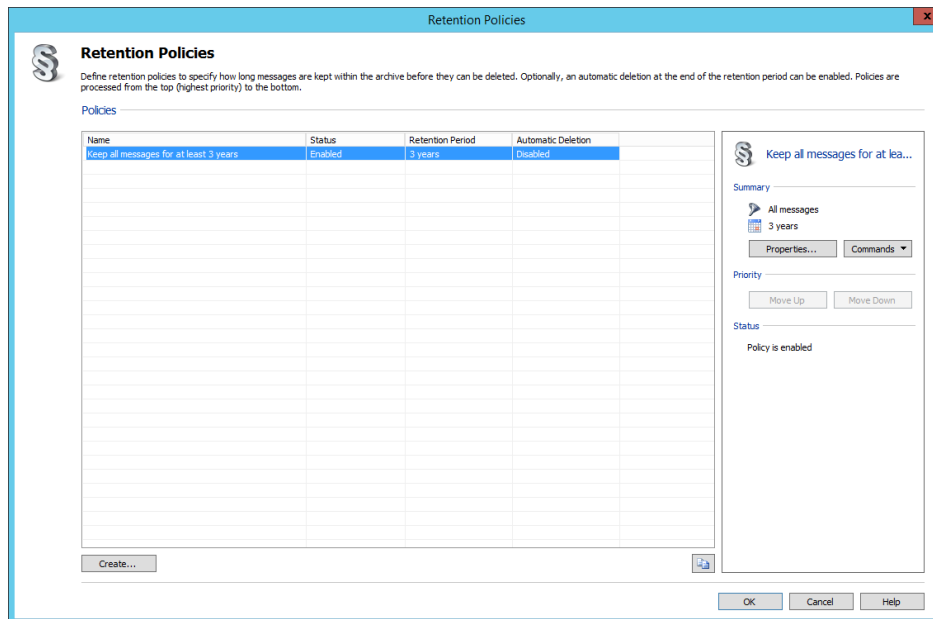 Retention Policies
x
Retention Policies
Define retention policies to specify how long messages are kept within the archive before they can be deleted. Optionally, an automatic deletion at the end of the retention period can be enabled. Policies are
processed from the top (highest priority) to the bottom.
Policies
Name Status Retention Period Automatic Deletion
Keep all messages for at least 3 years Enabled 3 years Disabled
Keep all messages for at lea...
Summary
All messages
3 years
Properties... Commands
Priority
Move Up Move Down
Status
Policy is enabled
Create...
OK Cancel Help